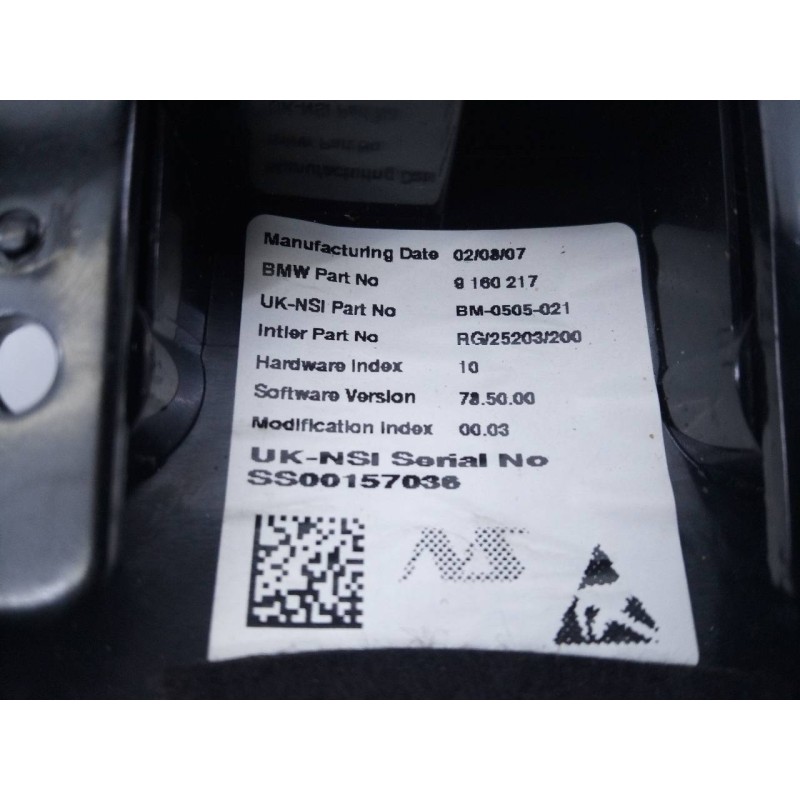 Manufacturing Date 02/08/07
BMW Part No 9 160 217
UK-NSI Part No BM-0505-021
Intier Part No RG/25203/200
Hardware Index 10
Software Version 78.50.00
Modification Index 00.03
UK-NSI Serial No
SS00157036
NS